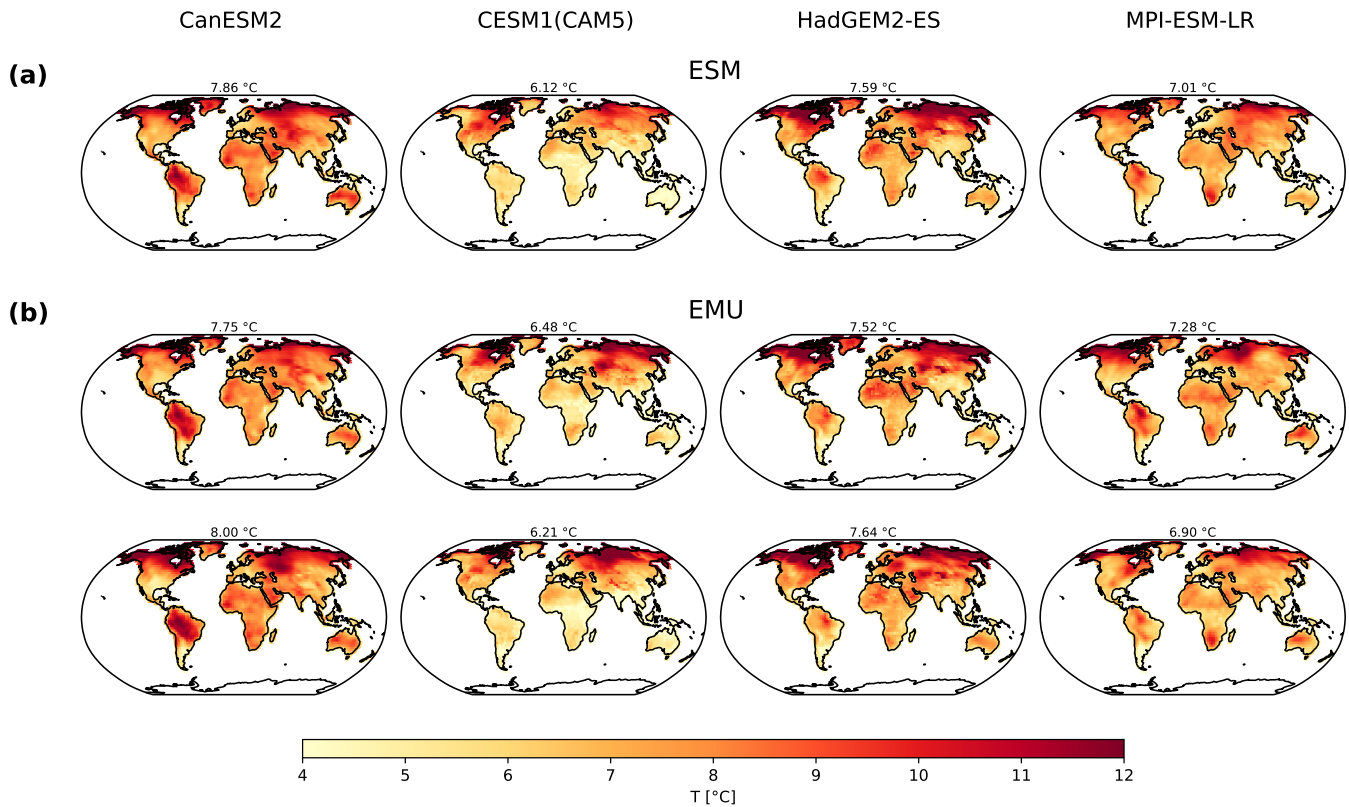 CanESM2 CESM1(CAM5) HadGEM2-ES MPI-ESM-LR
(a) ESM
7.86 °C 6.12 °C 7.59 °C 7.01 °C
(b) EMU
7.75 °C 6.48 °C 7.52 °C 7.28 °C
8.00 °C 6.21 °C 7.64 °C 6.90 °C
4 5 6 7 8 9 10 11 12
T [°C]